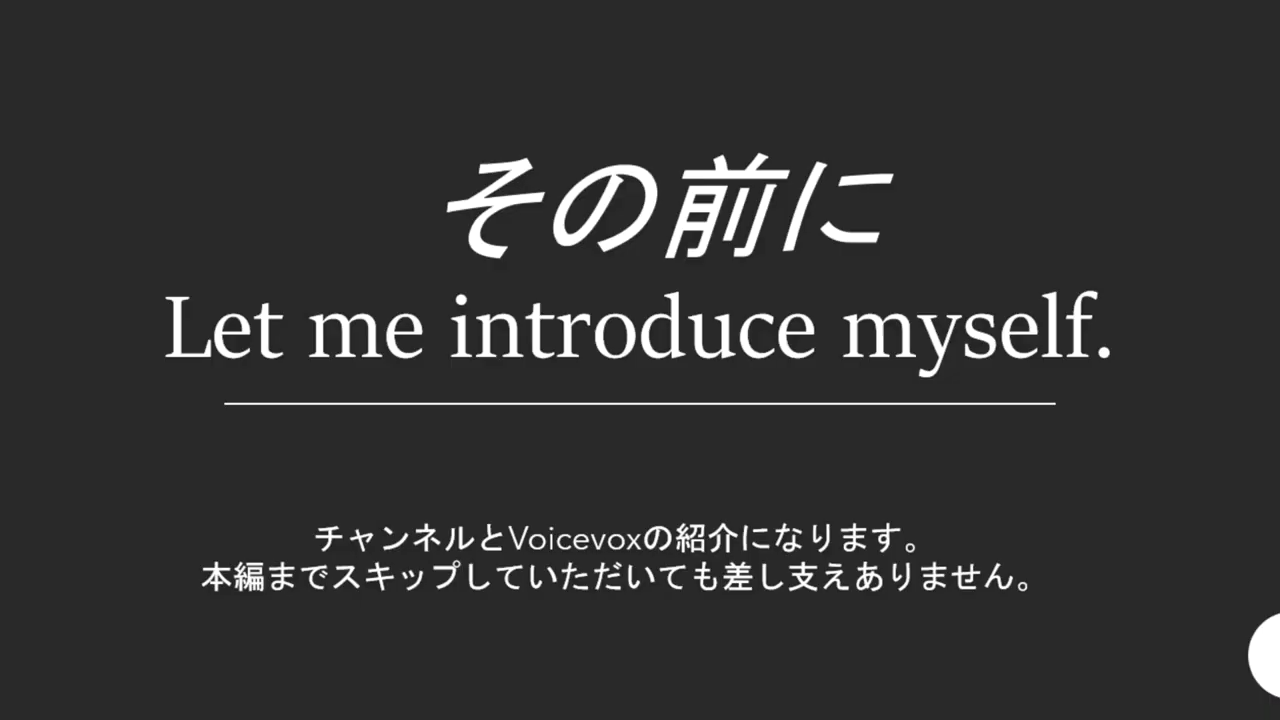 その前に
Let me introduce myself.
チャンネルとVoicevoxの紹介になります。
本編までスキップしていただいても差し支えありません。